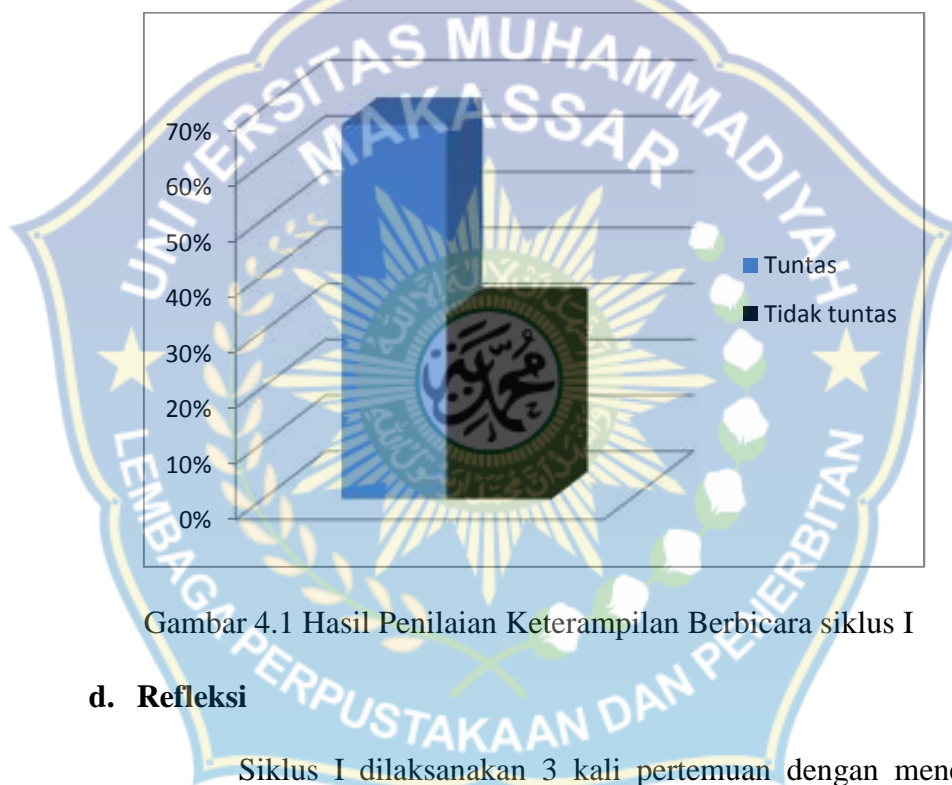 UNIVERSITAS MUHAMMADIYAH
MAKASSAR
70%
60%
50%
40%
30%
20%
10%
0%
Tuntas
Tidak tuntas
LEMBAGA PERPUSTAKAAN DAN PENERBITAN
Gambar 4.1 Hasil Penilaian Keterampilan Berbicara siklus I
d. Refleksi
Siklus I dilaksanakan 3 kali pertemuan dengan